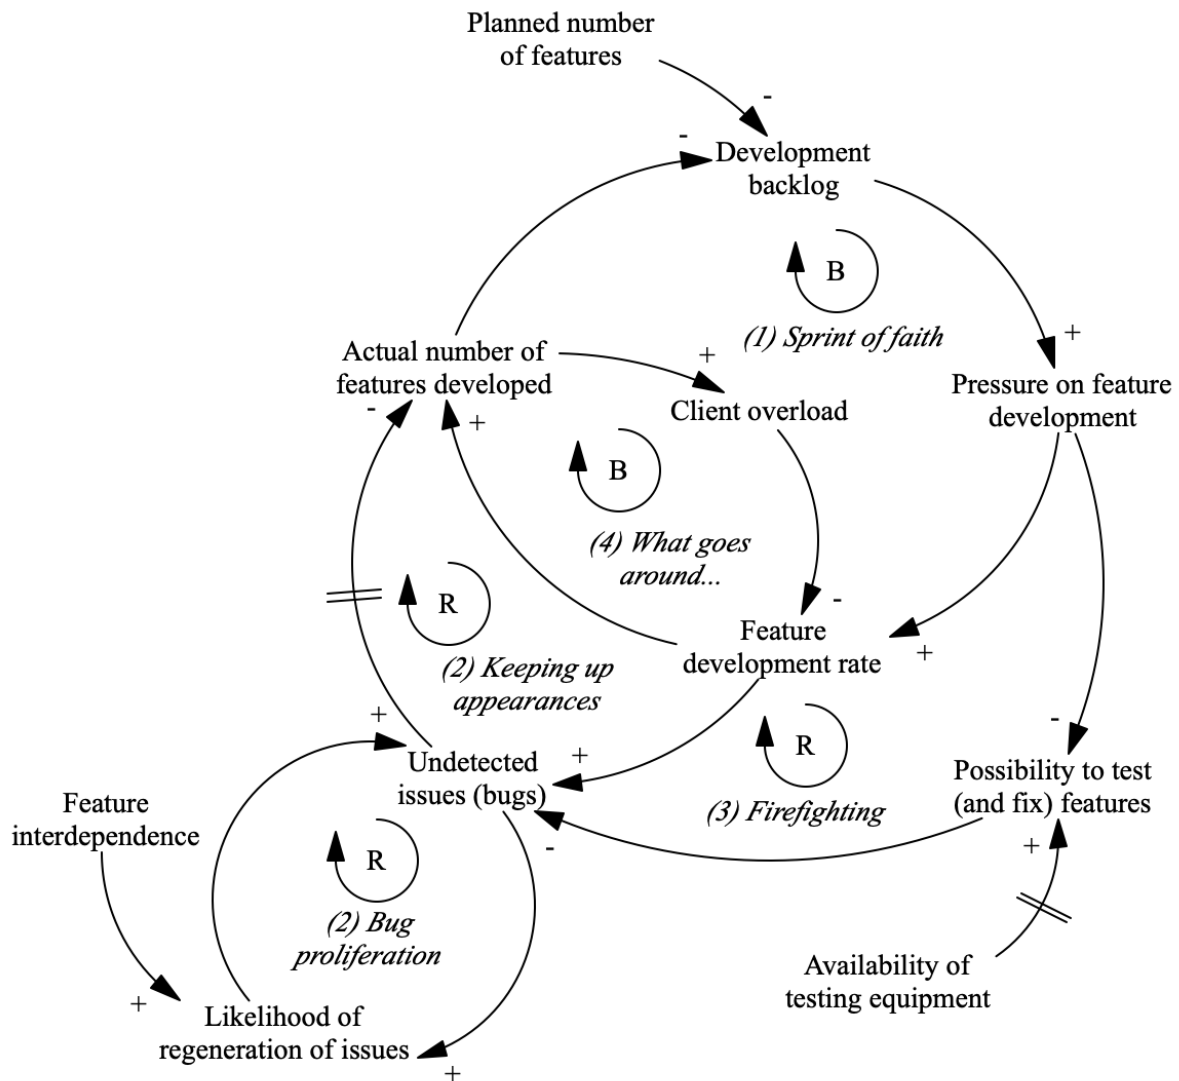 Planned number
of features
-
-
Development
backlog
B
(1) Sprint of faith
+
Actual number of
features developed
+
Client overload
Pressure on feature
development
-
+
B
(4) What goes
around...
-
R
(2) Keeping up
appearances
Feature
development rate
+
+
-
Undetected
issues (bugs)
+
R
(3) Firefighting
Possibility to test
(and fix) features
Feature
interdependence
-
+
R
(2) Bug
proliferation
Availability of
testing equipment
+
Likelihood of
regeneration of issues
+